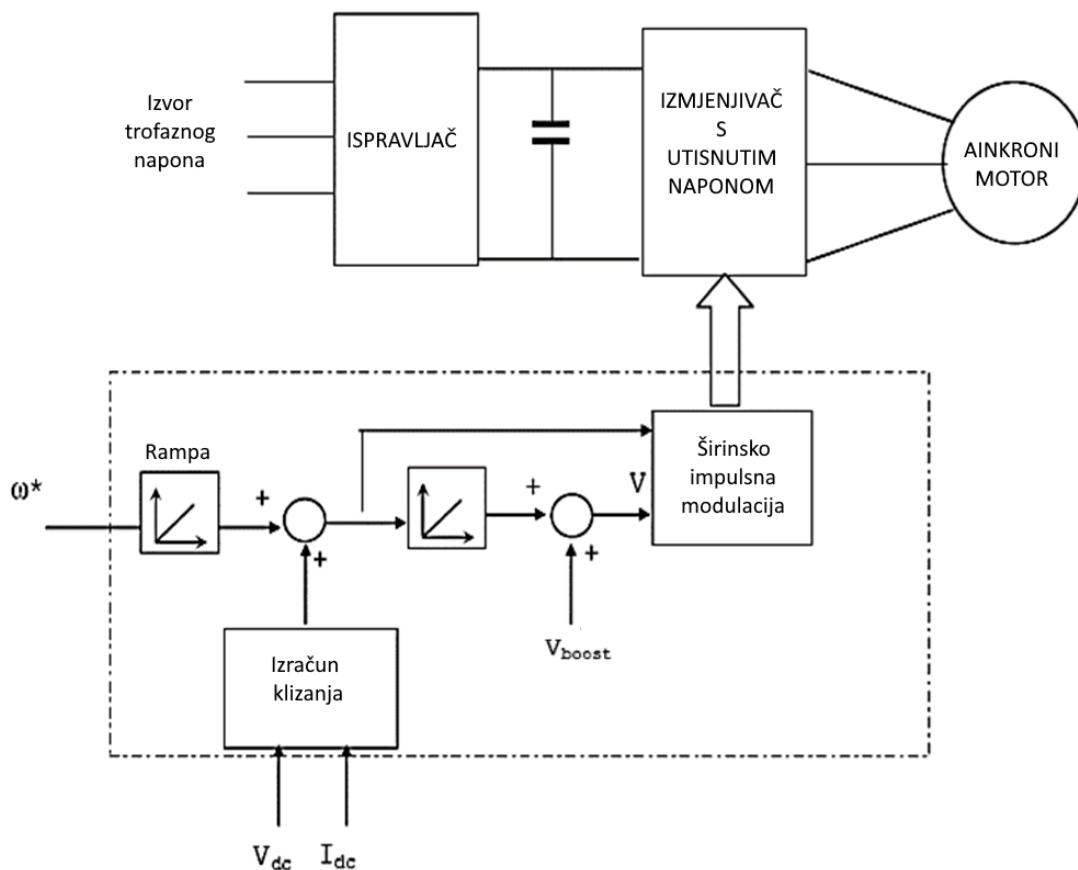 Izvor
trofaznog
napona
ISPRAVLJAČ
IZMJENJIVAČ
S
UTISNUTIM
NAPONOM
AINKRONI
MOTOR
Rampa
ω*
+
+
+
+
V
Širinsko
impulsna
modulacija
Izračun
klizanja
Vboost
Vdc
Idc